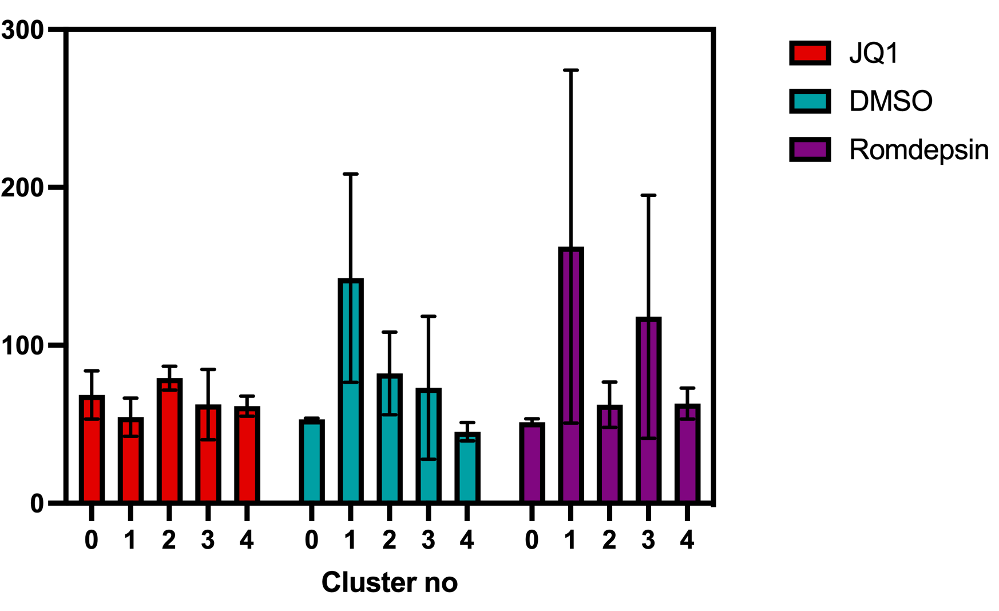 300
200
100
0
JQ1
DMSO
Romdepsin
0 1 2 3 4 0 1 2 3 4 0 1 2 3 4
Cluster no